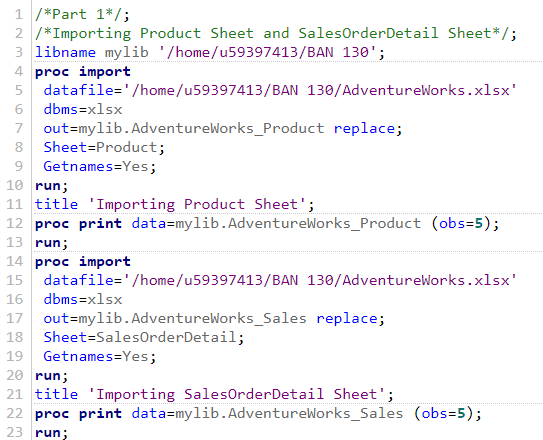 1 /*Part 1*/;
2 /*Importing Product Sheet and SalesOrderDetail Sheet*/;
3 libname mylib '/home/u59397413/BAN 130';
4 proc import
5  datafile='/home/u59397413/BAN 130/AdventureWorks.xlsx'
6  dbms=xlsx
7  out=mylib.AdventureWorks_Product replace;
8  Sheet=Product;
9  Getnames=Yes;
10 run;
11 title 'Importing Product Sheet';
12 proc print data=mylib.AdventureWorks_Product (obs=5);
13 run;
14 proc import
15  datafile='/home/u59397413/BAN 130/AdventureWorks.xlsx'
16  dbms=xlsx
17  out=mylib.AdventureWorks_Sales replace;
18  Sheet=SalesOrderDetail;
19  Getnames=Yes;
20 run;
21 title 'Importing SalesOrderDetail Sheet';
22 proc print data=mylib.AdventureWorks_Sales (obs=5);
23 run;